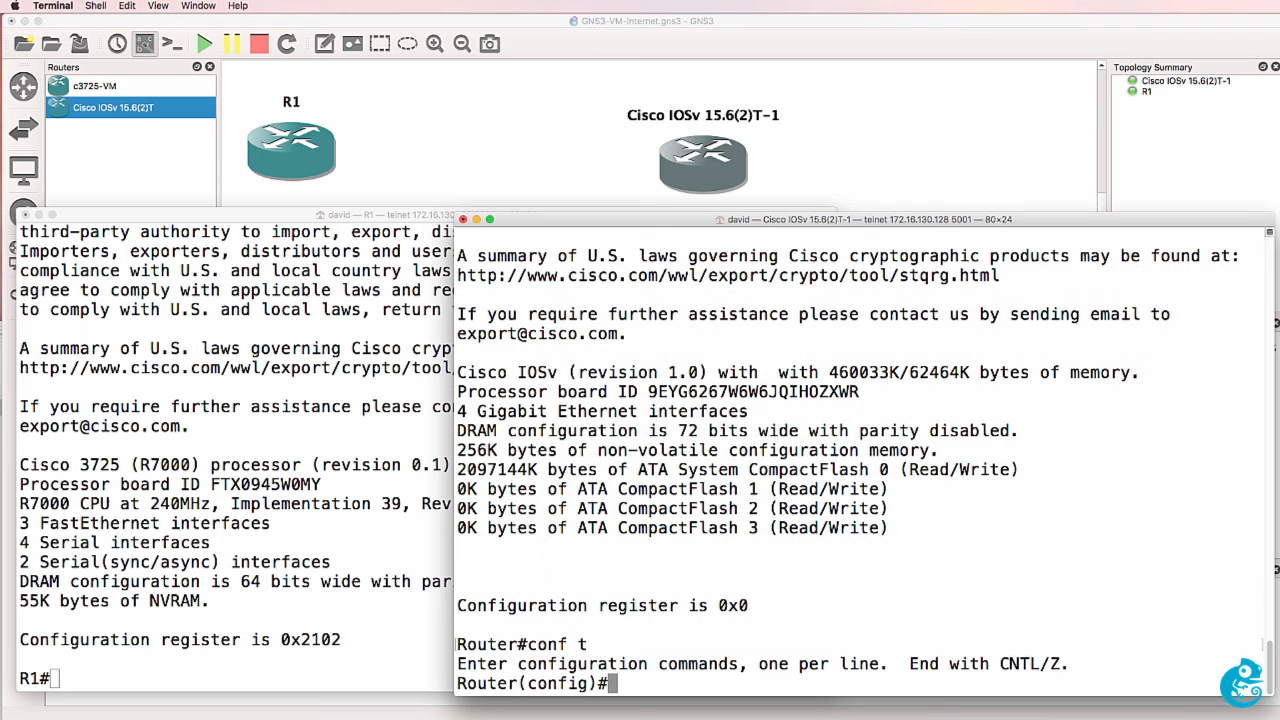 Terminal Shell Edit View Window Help
GNS3-VM-internet.gns3 - GNS3
Routers
c3725-VM
Cisco IOSv 15.6(2)T
R1
Cisco IOSv 15.6(2)T-1
Topology Summary
Cisco IOSv 15.6(2)T-1
R1
david — R1 — telnet 172.16.130
third-party authority to import, export, di
Importers, exporters, distributors and user
compliance with U.S. and local country laws
agree to comply with applicable laws and re
to comply with U.S. and local laws, return
A summary of U.S. laws governing Cisco cryp
http://www.cisco.com/wwl/export/crypto/tool
If you require further assistance please co
export@cisco.com.
Cisco 3725 (R7000) processor (revision 0.1)
Processor board ID FTX0945W0MY
R7000 CPU at 240MHz, Implementation 39, Rev
3 FastEthernet interfaces
4 Serial interfaces
2 Serial(sync/async) interfaces
DRAM configuration is 64 bits wide with par
55K bytes of NVRAM.
Configuration register is 0x2102
R1#
david — Cisco IOSv 15.6(2)T-1 — telnet 172.16.130.128 5001 — 80×24
A summary of U.S. laws governing Cisco cryptographic products may be found at:
http://www.cisco.com/wwl/export/crypto/tool/stqrg.html
If you require further assistance please contact us by sending email to
export@cisco.com.
Cisco IOSv (revision 1.0) with  with 460033K/62464K bytes of memory.
Processor board ID 9EYG6267W6W6JQIHOZXWR
4 Gigabit Ethernet interfaces
DRAM configuration is 72 bits wide with parity disabled.
256K bytes of non-volatile configuration memory.
2097144K bytes of ATA System CompactFlash 0 (Read/Write)
0K bytes of ATA CompactFlash 1 (Read/Write)
0K bytes of ATA CompactFlash 2 (Read/Write)
0K bytes of ATA CompactFlash 3 (Read/Write)
Configuration register is 0x0
Router#conf t
Enter configuration commands, one per line.  End with CNTL/Z.
Router(config)#